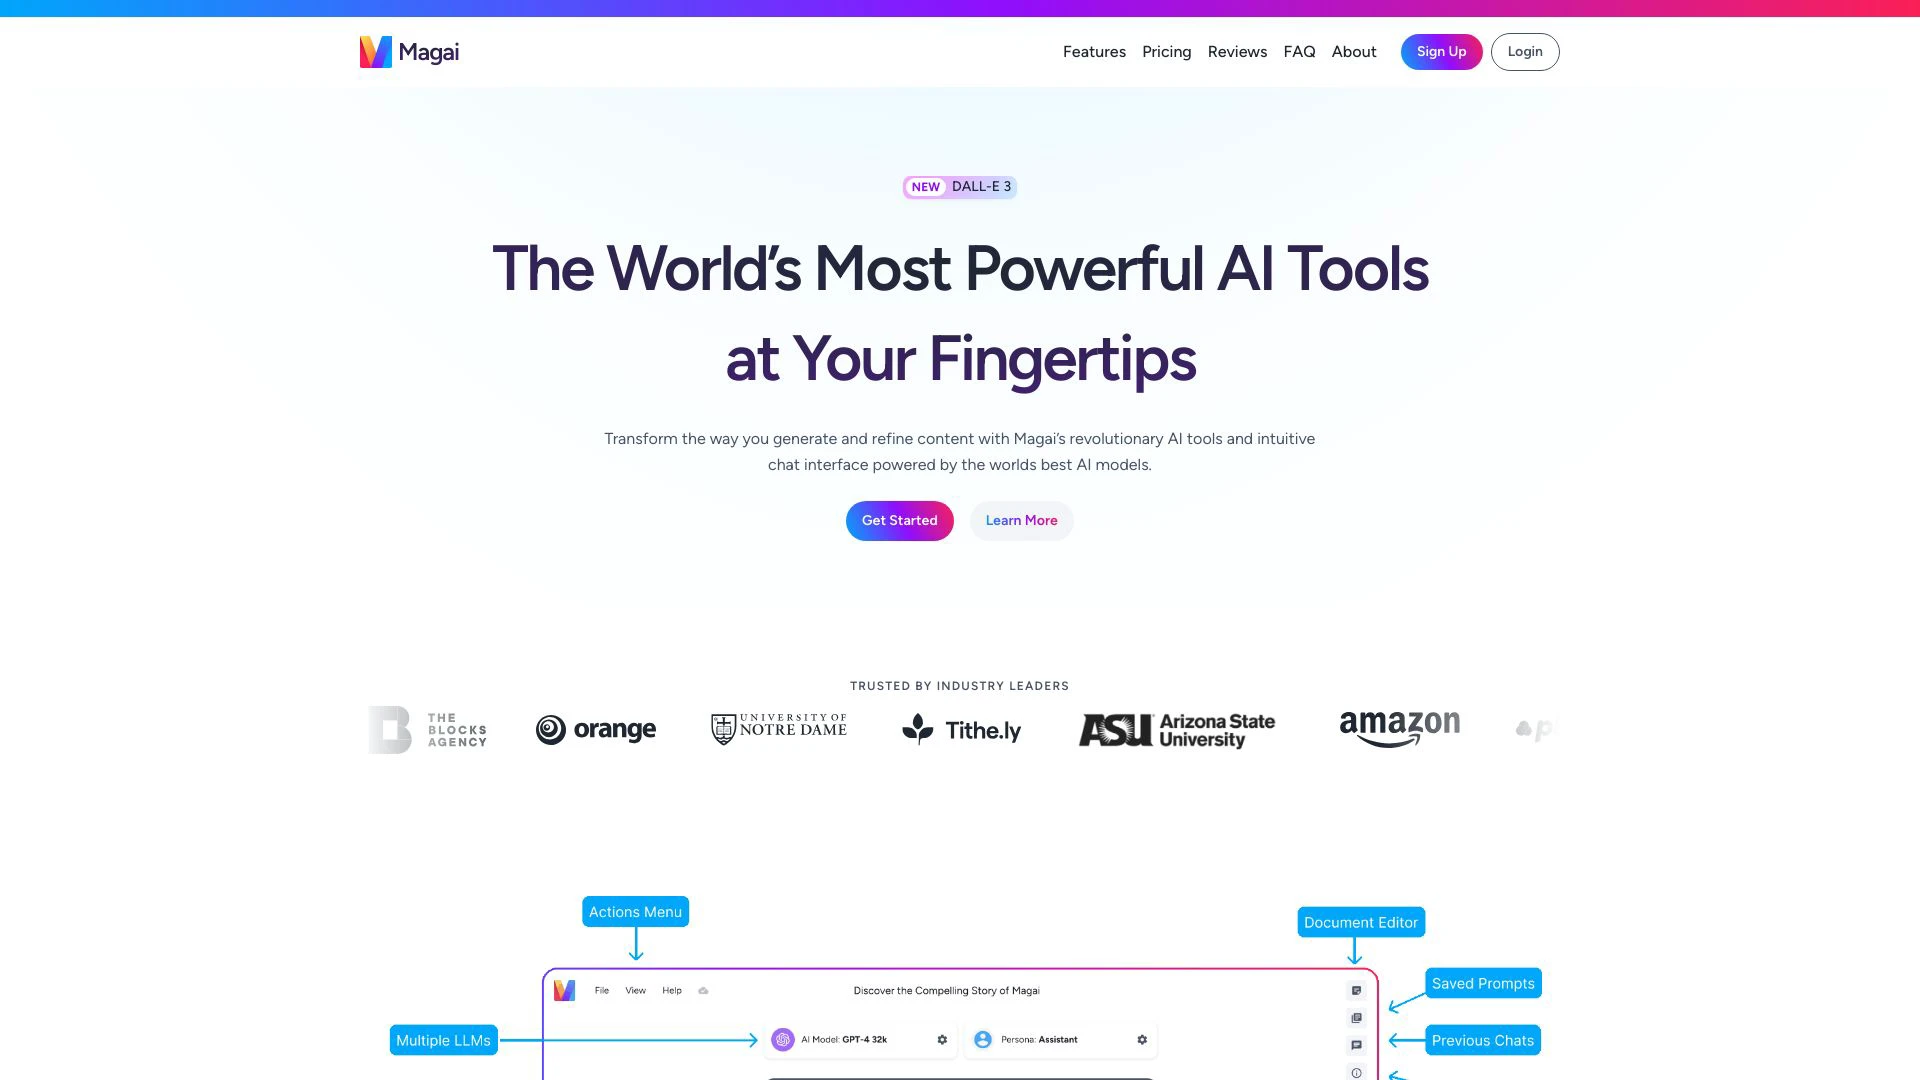 Magai
Features
Pricing
Reviews
FAQ
About
Sign Up
Login
NEW
DALL-E 3
The World's Most Powerful AI Tools
at Your Fingertips
Transform the way you generate and refine content with Magai's revolutionary AI tools and intuitive
chat interface powered by the worlds best AI models.
Get Started
Learn More
TRUSTED BY INDUSTRY LEADERS
THE
BLOCKS
AGENCY
orange
UNIVERSITY OF
NOTRE DAME
Tithe.ly
ASU
Arizona State
University
amazon
Actions Menu
Document Editor
File
View
Help
Discover the Compelling Story of Magai
Saved Prompts
Multiple LLMs
AI Model: GPT-4 32k
Persona: Assistant
Previous Chats